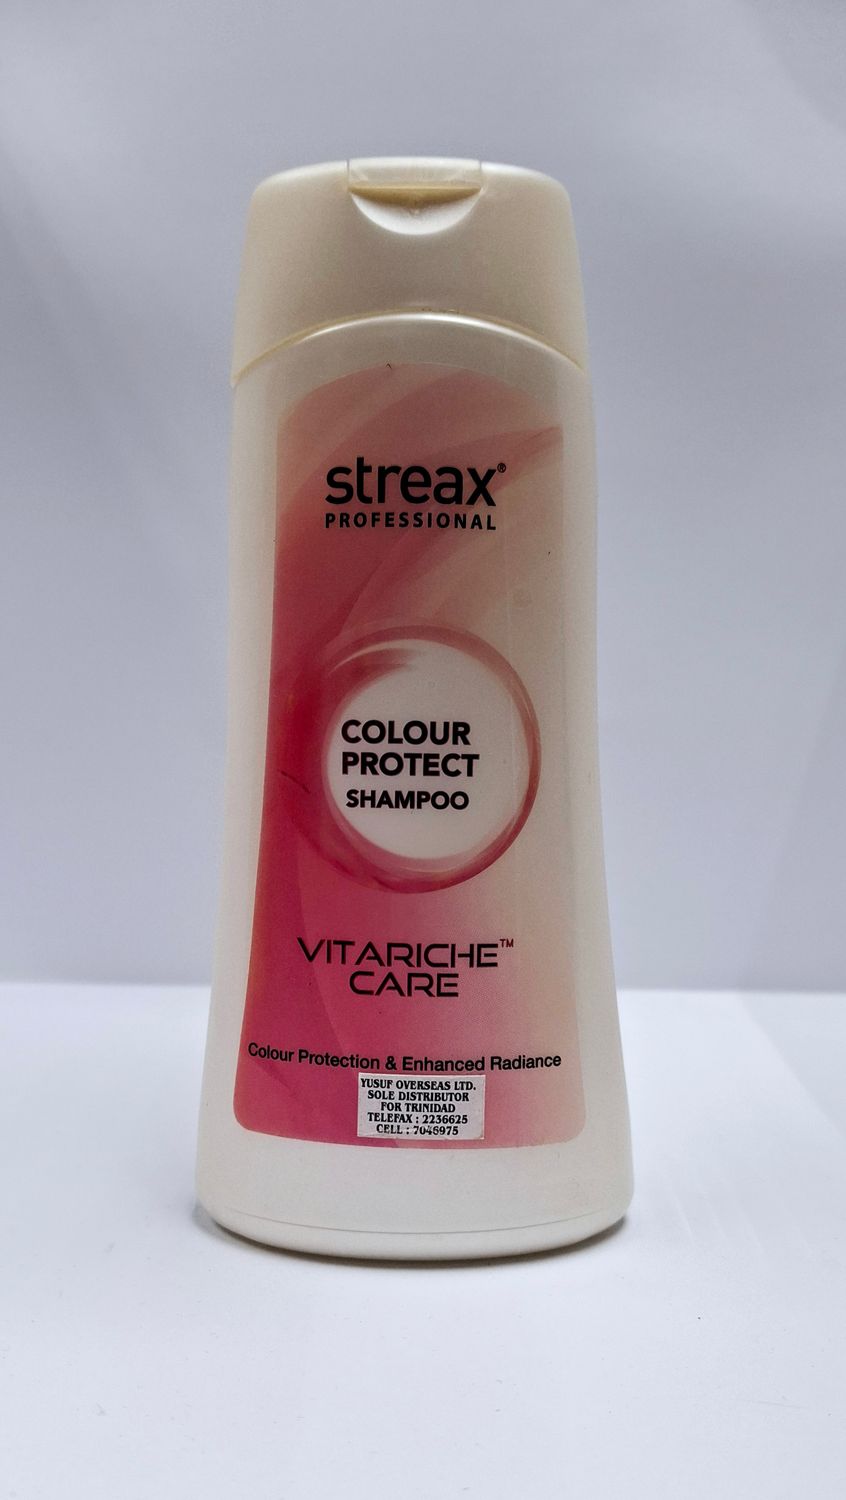 streax®
PROFESSIONAL
COLOUR
PROTECT
SHAMPOO
VITARICHE™
CARE
Colour Protection & Enhanced Radiance
YUSUF OVERSEAS LTD.
SOLE DISTRIBUTOR
FOR TRINIDAD
TELEFAX : 2236625
CELL : 7046975